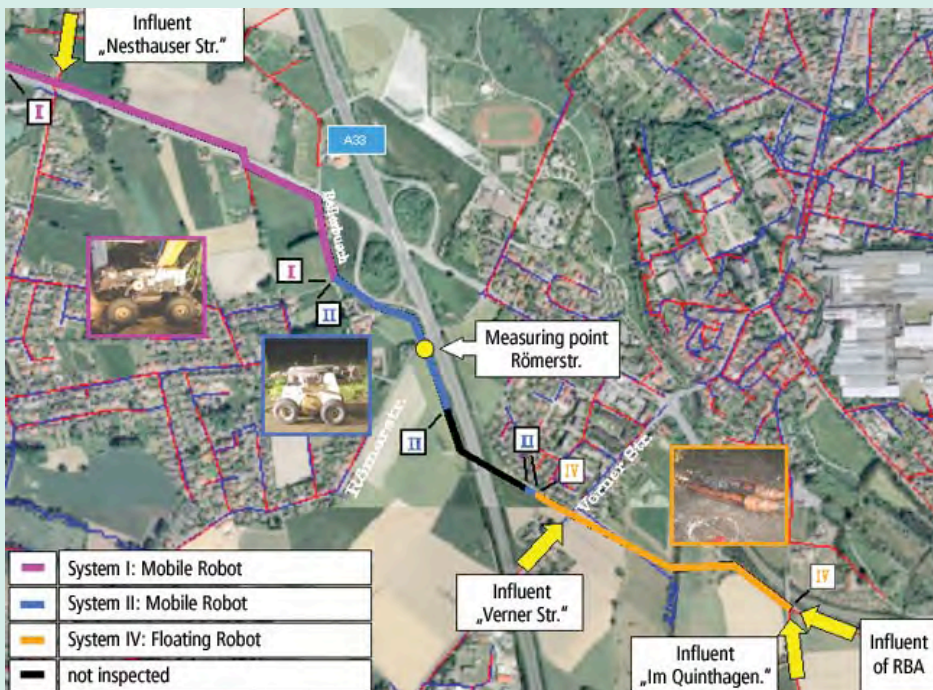 Influent
„Nesthauser Str.“
I
A33
I
II
Measuring point
Römerstr.
II
II
IV
Römerstr.
Verner Str.
System I: Mobile Robot
System II: Mobile Robot
System IV: Floating Robot
not inspected
Influent
„Verner Str.“
IV
Influent
„Im Quinthagen.“
Influent
of RBA